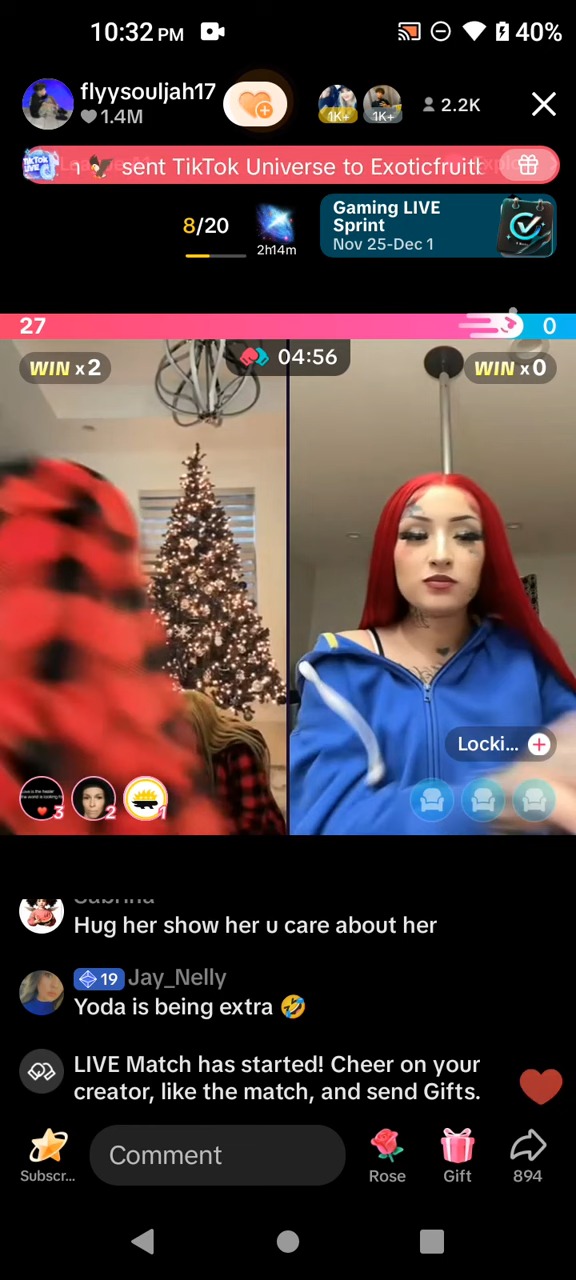 10:32 PM
40%
flyysouljah17
1.4M
1K+
1K+
2.2K
sent TikTok Universe to Exoticfruit
8/20
2h14m
Gaming LIVE
Sprint
Nov 25-Dec 1
27
0
WIN x2
04:56
WIN x0
Locki...
3
2
1
Sabrina
Hug her show her u care about her
19 Jay_Nelly
Yoda is being extra 🤣
LIVE Match has started! Cheer on your
creator, like the match, and send Gifts.
Comment
Subscr...
Rose
Gift
894